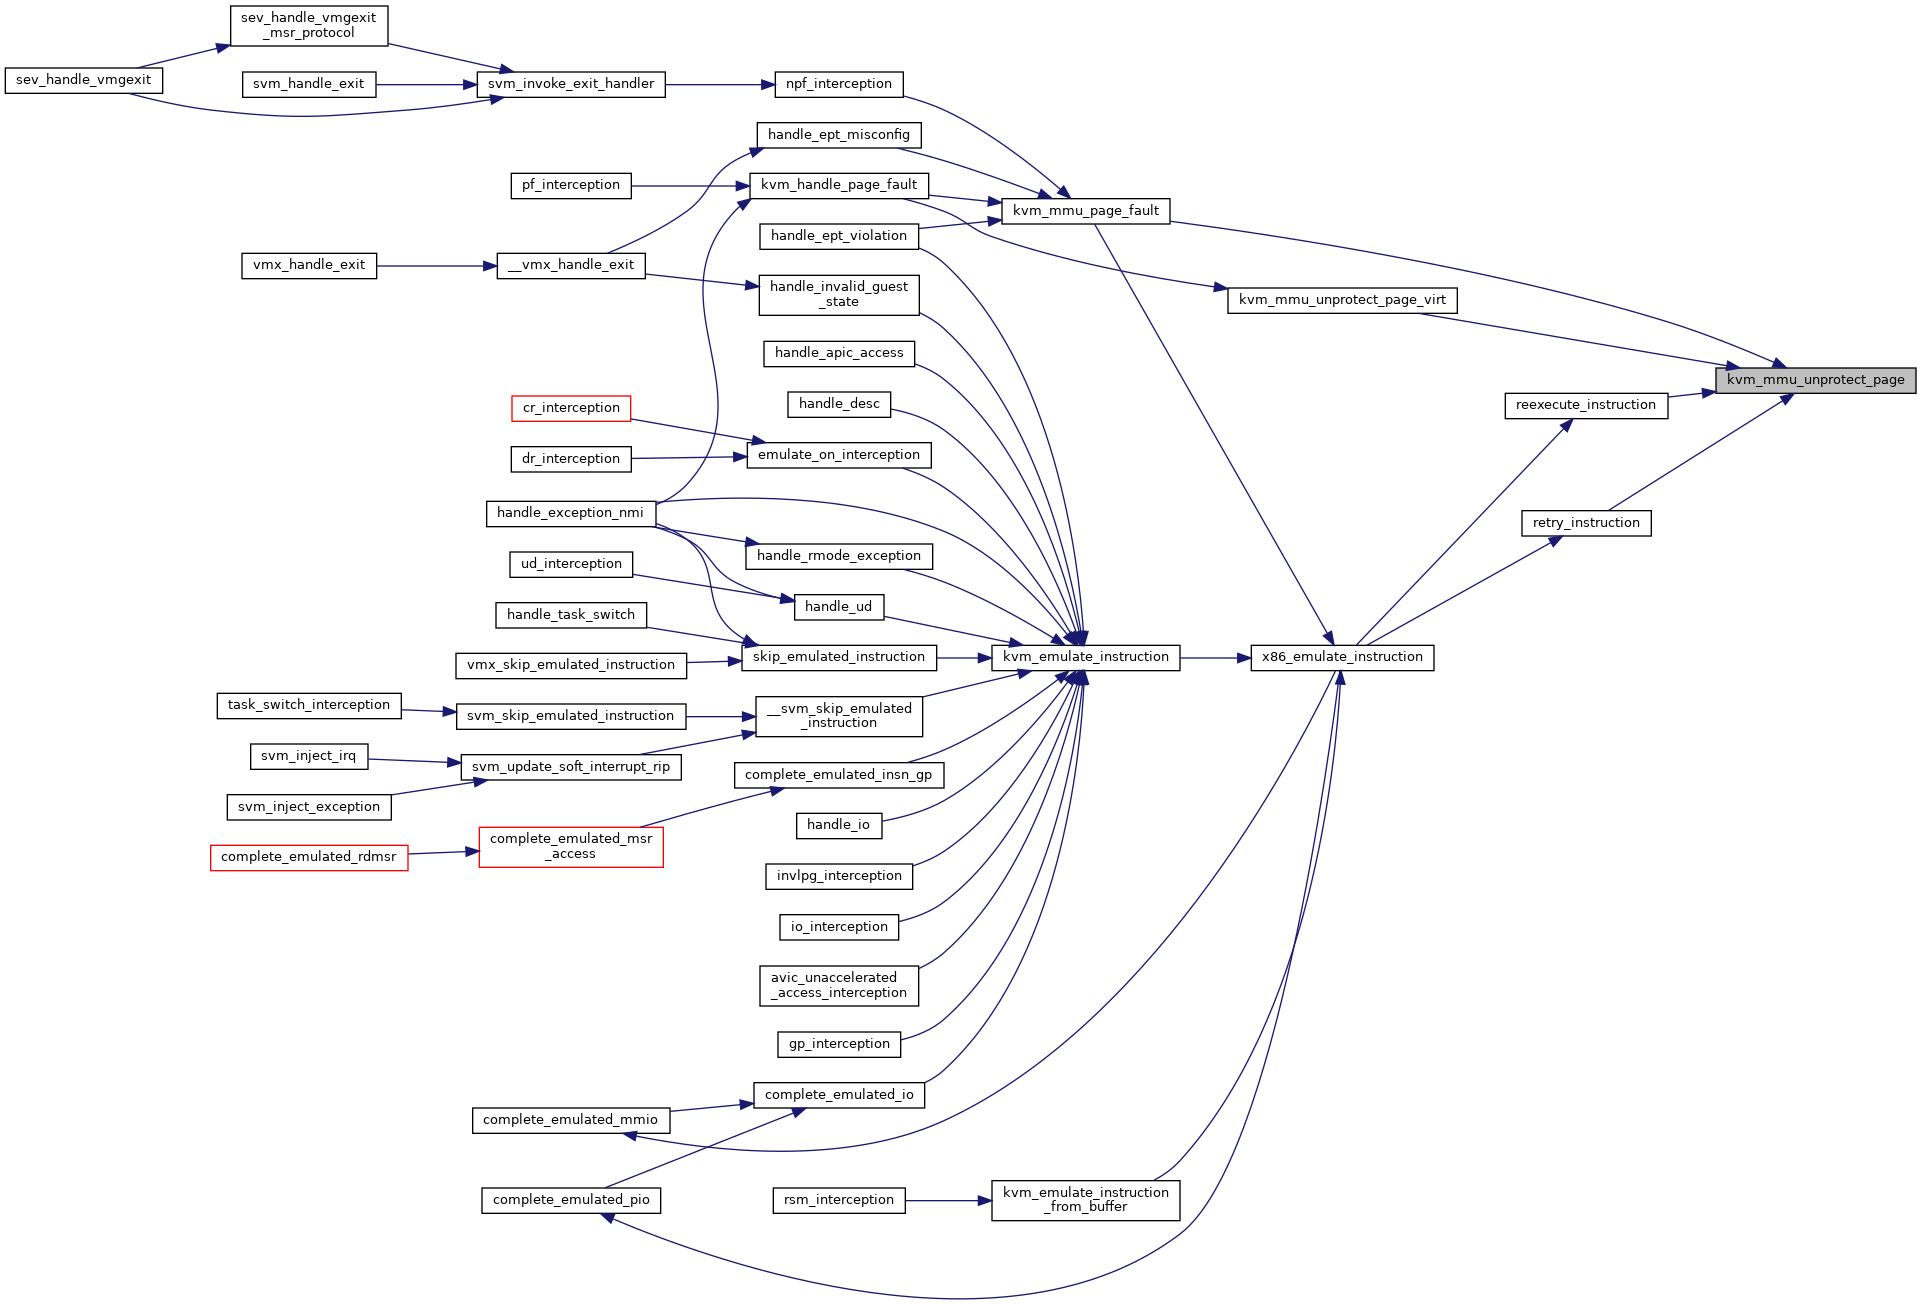 sev_handle_vmgexit
_msr_protocol
sev_handle_vmgexit
svm_handle_exit
svm_invoke_exit_handler
npf_interception
handle_ept_misconfig
pf_interception
kvm_handle_page_fault
kvm_mmu_page_fault
handle_ept_violation
vmx_handle_exit
__vmx_handle_exit
handle_invalid_guest
_state
kvm_mmu_unprotect_page_virt
handle_apic_access
kvm_mmu_unprotect_page
handle_desc
cr_interception
reexecute_instruction
emulate_on_interception
dr_interception
handle_exception_nmi
retry_instruction
handle_rmode_exception
ud_interception
handle_ud
handle_task_switch
skip_emulated_instruction
kvm_emulate_instruction
x86_emulate_instruction
vmx_skip_emulated_instruction
task_switch_interception
svm_skip_emulated_instruction
__svm_skip_emulated
_instruction
svm_inject_irq
svm_update_soft_interrupt_rip
complete_emulated_insn_gp
svm_inject_exception
handle_io
complete_emulated_msr
_access
complete_emulated_rdmsr
invlpg_interception
io_interception
avic_unaccelerated
_access_interception
gp_interception
complete_emulated_io
complete_emulated_mmio
complete_emulated_pio
rsm_interception
kvm_emulate_instruction
_from_buffer